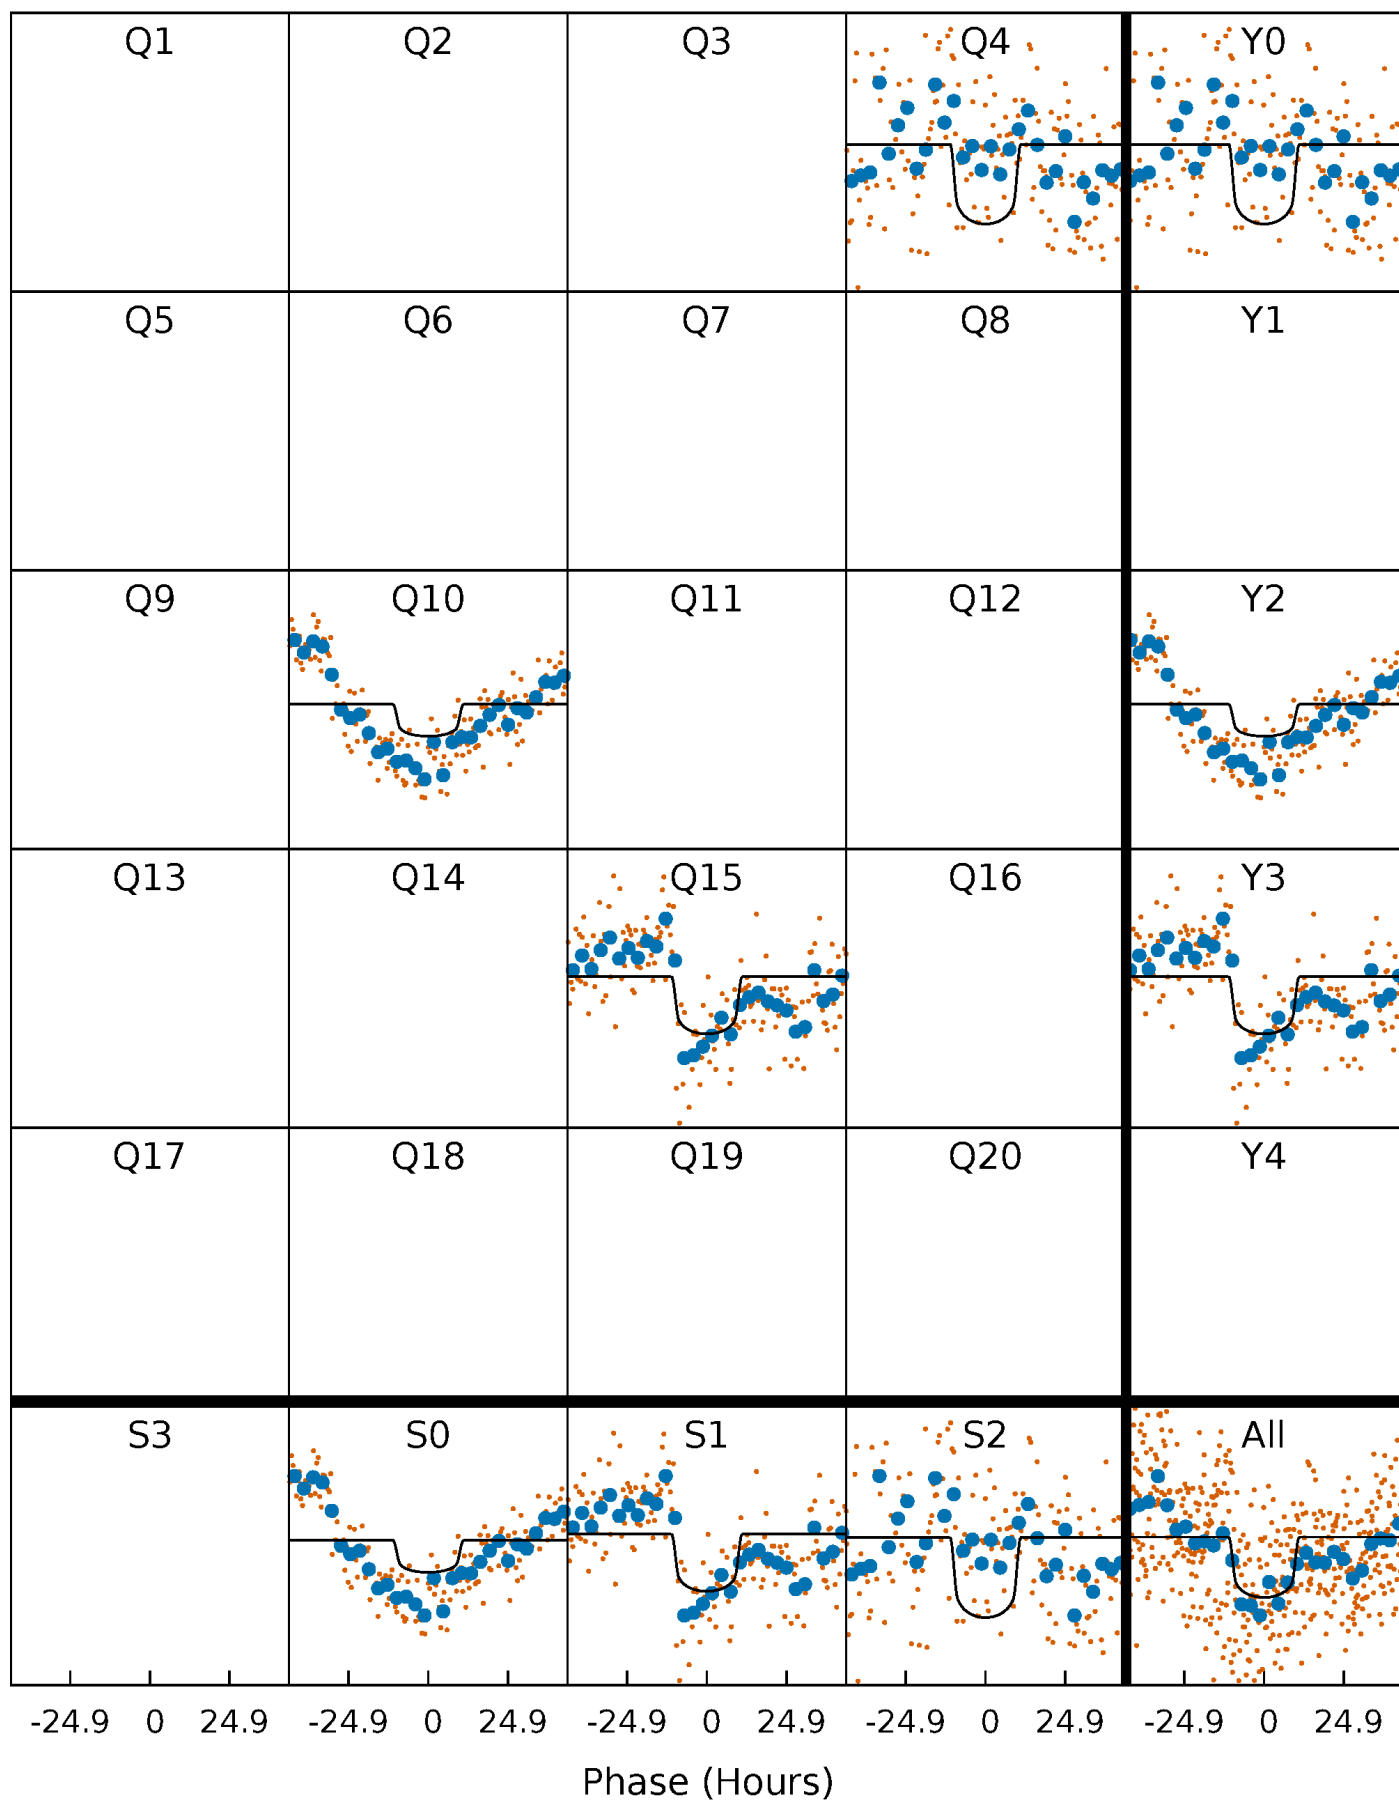 Q1 Q2 Q3 Q4 Y0
Q5 Q6 Q7 Q8 Y1
Q9 Q10 Q11 Q12 Y2
Q13 Q14 Q15 Q16 Y3
Q17 Q18 Q19 Q20 Y4
S3 S0 S1 S2 All
-24.9 0 24.9 -24.9 0 24.9 -24.9 0 24.9 -24.9 0 24.9 -24.9 0 24.9
Phase (Hours)